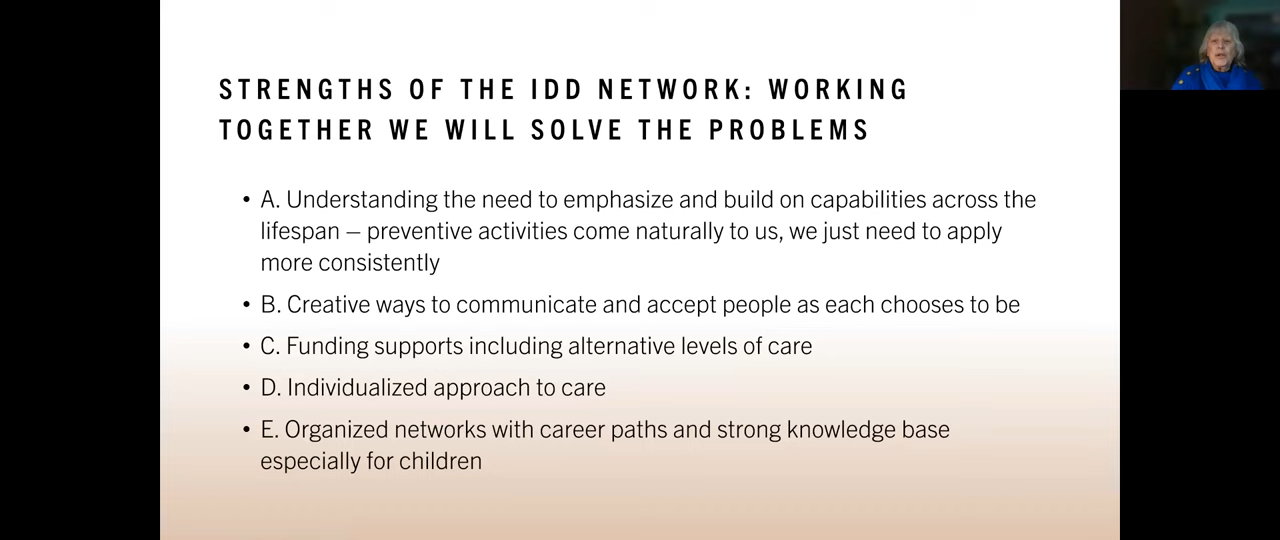 STRENGTHS OF THE IDD NETWORK: WORKING
TOGETHER WE WILL SOLVE THE PROBLEMS
• A. Understanding the need to emphasize and build on capabilities across the
lifespan – preventive activities come naturally to us, we just need to apply
more consistently
• B. Creative ways to communicate and accept people as each chooses to be
• C. Funding supports including alternative levels of care
• D. Individualized approach to care
• E. Organized networks with career paths and strong knowledge base
especially for children